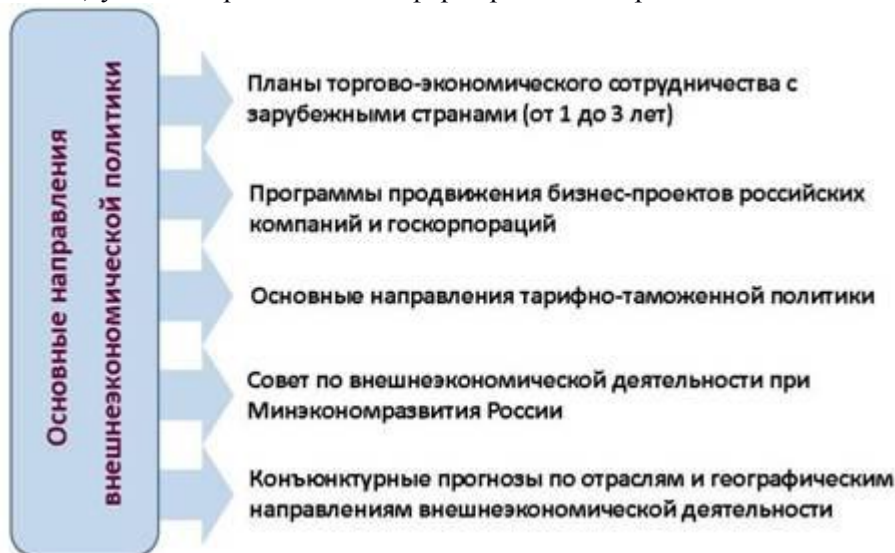 Основные направления
внешнеэкономической политики
Планы торгово-экономического сотрудничества с
зарубежными странами (от 1 до 3 лет)
Программы продвижения бизнес-проектов российских
компаний и госкорпораций
Основные направления тарифно-таможенной политики
Совет по внешнеэкономической деятельности при
Минэкономразвития России
Конъюнктурные прогнозы по отраслям и географическим
направлениям внешнеэкономической деятельности